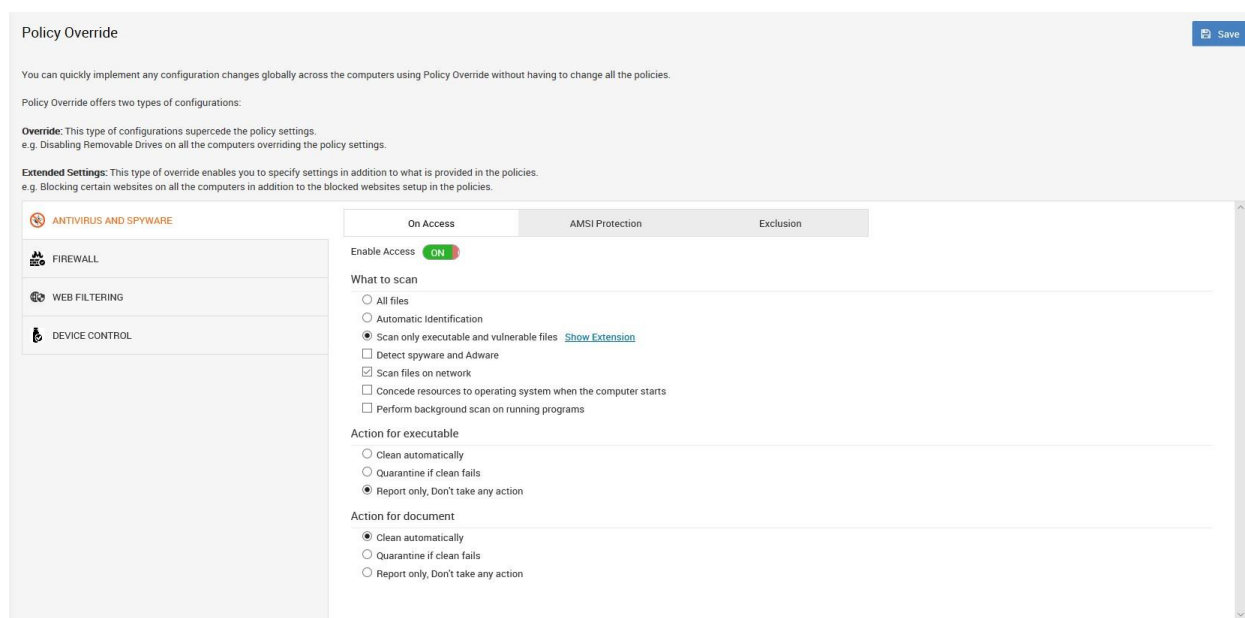 Policy Override
Save
You can quickly implement any configuration changes globally across the computers using Policy Override without having to change all the policies.
Policy Override offers two types of configurations:
Override: This type of configurations supercede the policy settings.
e.g. Disabling Removable Drives on all the computers overriding the policy settings.
Extended Settings: This type of override enables you to specify settings in addition to what is provided in the policies.
e.g. Blocking certain websites on all the computers in addition to the blocked websites setup in the policies.
ANTIVIRUS AND SPYWARE
FIREWALL
WEB FILTERING
DEVICE CONTROL
On Access AMSI Protection Exclusion
Enable Access ON
What to scan
All files
Automatic Identification
Scan only executable and vulnerable files Show Extension
Detect spyware and Adware
Scan files on network
Concede resources to operating system when the computer starts
Perform background scan on running programs
Action for executable
Clean automatically
Quarantine if clean fails
Report only, Don't take any action
Action for document
Clean automatically
Quarantine if clean fails
Report only, Don't take any action